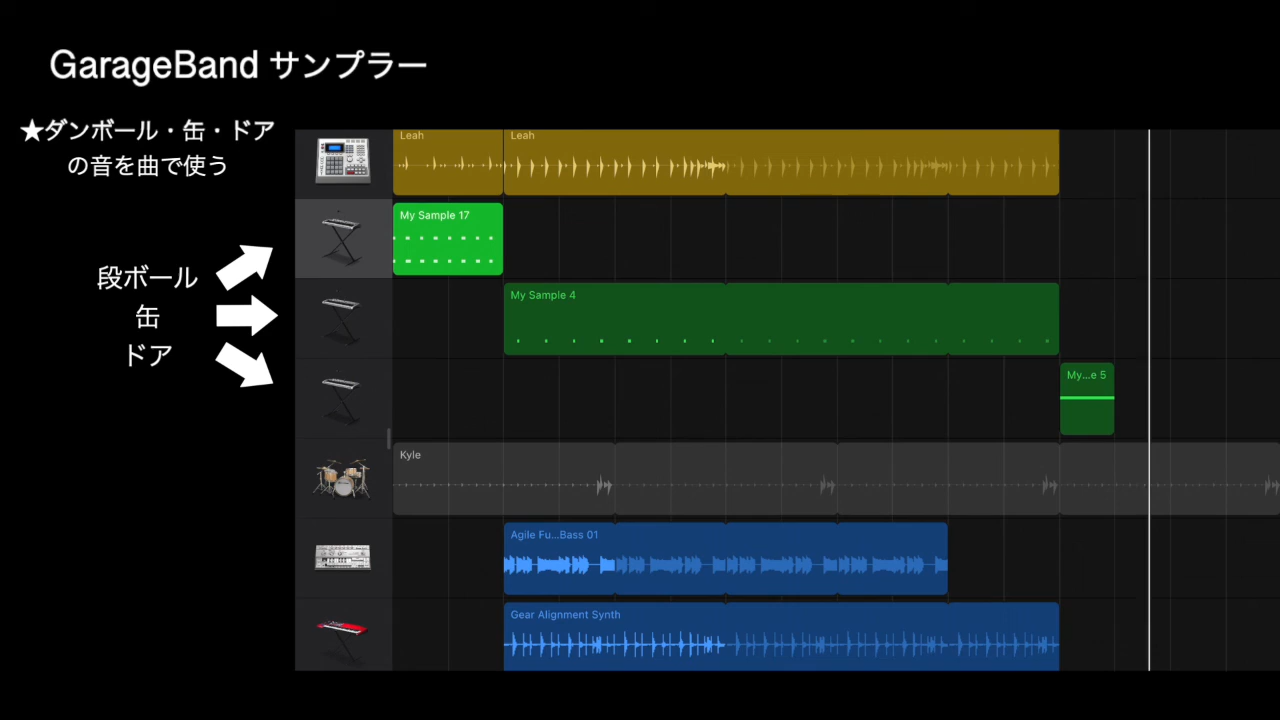 GarageBand サンプラー
★ダンボール・缶・ドア
の音を曲で使う
段ボール
缶
ドア
Leah
Leah
My Sample 17
My Sample 4
My...e 5
Kyle
Agile Fu...Bass 01
Gear Alignment Synth